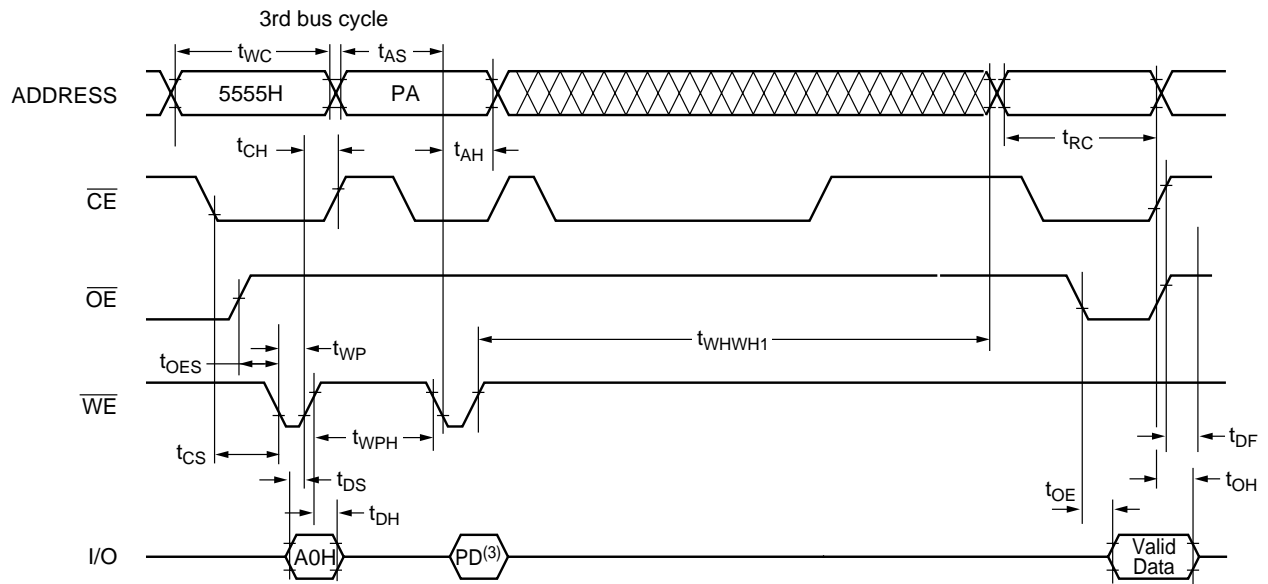 3rd bus cycle
tWC tAS
ADDRESS 5555H PA
tCH tAH tRC
CE
OE
tOES tWP tWHWH1
WE
tCS tWPH tDF
tDS tOE tOH
tDH
I/O A0H PD(3) Valid Data